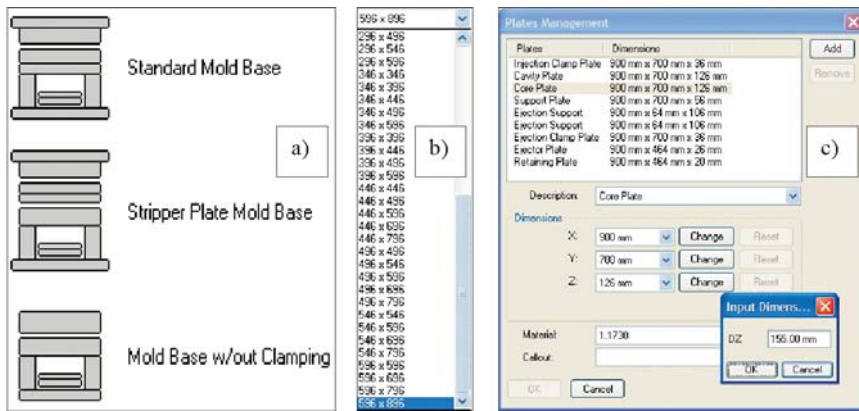 Standard Mold Base
Stripper Plate Mold Base
Mold Base w/out Clamping
a)
596 x 896
296 x 496
296 x 546
296 x 596
346 x 346
346 x 396
346 x 446
346 x 496
346 x 596
396 x 396
396 x 446
396 x 496
396 x 596
446 x 446
446 x 496
446 x 546
446 x 596
446 x 696
446 x 796
496 x 496
496 x 596
496 x 696
496 x 796
546 x 546
546 x 596
546 x 696
546 x 796
596 x 596
596 x 696
596 x 796
596 x 896
b)
Plates Management
Plates Dimensions
Injection Clamp Plate 900 mm x 700 mm x 36 mm
Cavity Plate 900 mm x 700 mm x 126 mm
Core Plate 900 mm x 700 mm x 126 mm
Support Plate 900 mm x 700 mm x 56 mm
Ejection Support 900 mm x 64 mm x 106 mm
Ejection Support 900 mm x 64 mm x 106 mm
Ejection Clamp Plate 900 mm x 700 mm x 36 mm
Ejector Plate 900 mm x 464 mm x 26 mm
Retaining Plate 900 mm x 464 mm x 20 mm
Add
Remove
c)
Description: Core Plate
Dimensions
X: 900 mm Change Reset
Y: 700 mm Change Reset
Z: 126 mm Change Reset
Material: 1.1730
Callout:
OK Cancel
Input Dimens...
DZ 155.00 mm
OK Cancel